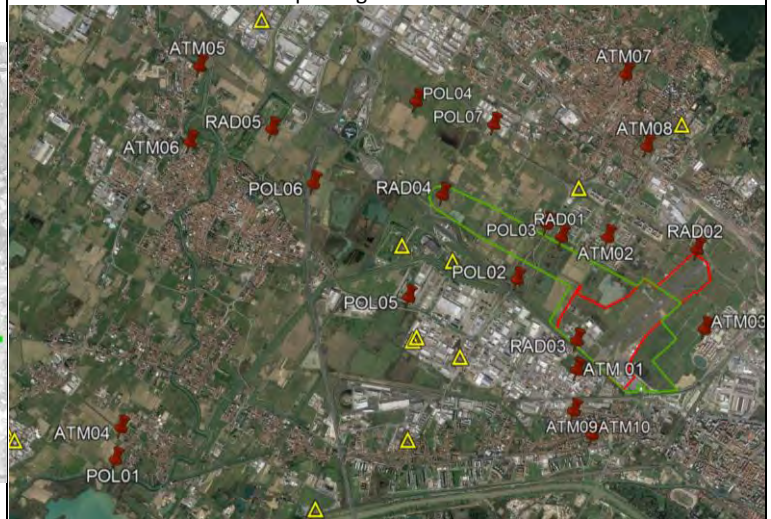 ATM05
ATM07
POL04
RAD05
POL07
ATM06
ATM08
POL06
RAD04
RAD01
POL03
ATM02
RAD02
POL02
POL05
ATM03
RAD03
ATM 01
ATM04
ATM09
ATM10
POL01